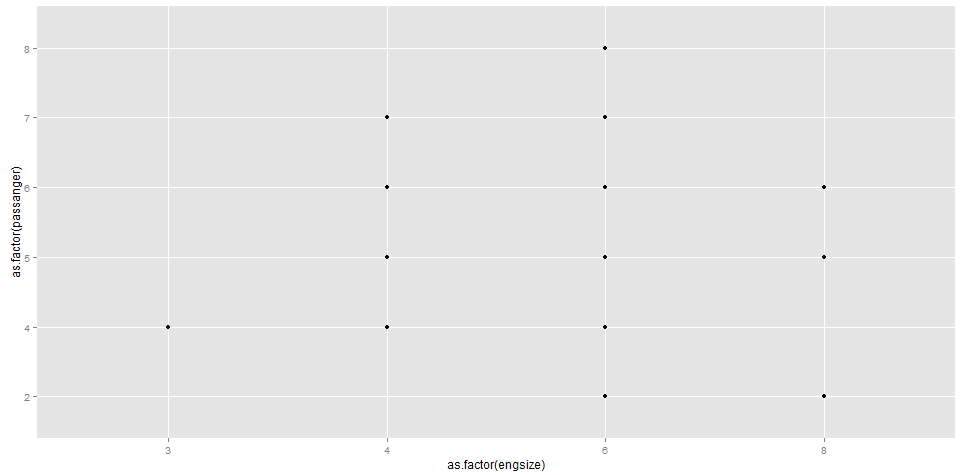 8
7
6
5
4
2
as.factor(passanger)
3 4 6 8
as.factor(engsize)